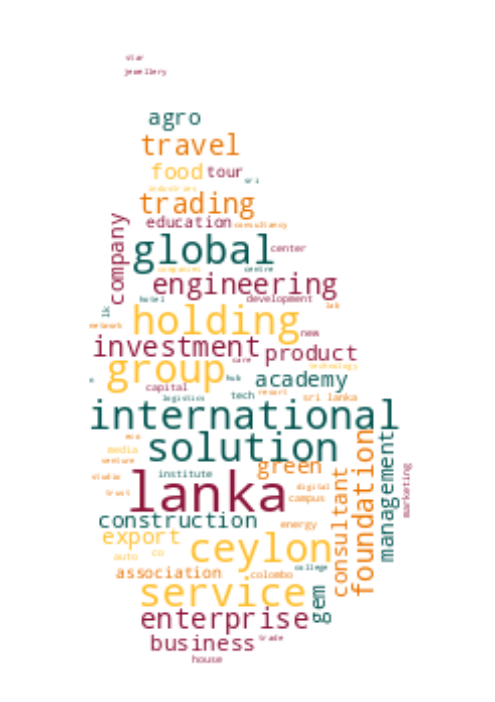 star
jewellery
agro
travel
food tour
sri
industries
trading
education consultancy
company
global center
companies centre
engineering
hotel development
lk holding lab
network new
investment product
care technology
group hub academy
capital
logistics tech resort sri lanka
international
solution
eco
media
venture green
studio institute
lanka digital
trust campus
consultant
foundation
management
marketing
construction energy
export ceylon
auto co
college
association colombo
service
gem
enterprise
business trade
house